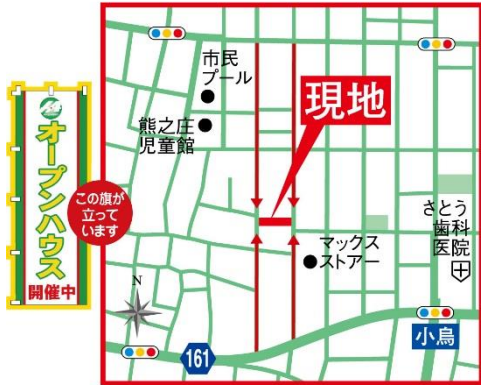 オープンハウス
開催中
この旗が
立って
います
市民
プール
熊之庄
児童館
現地
マックス
ストアー
さとう
歯科
医院
小烏
161
N